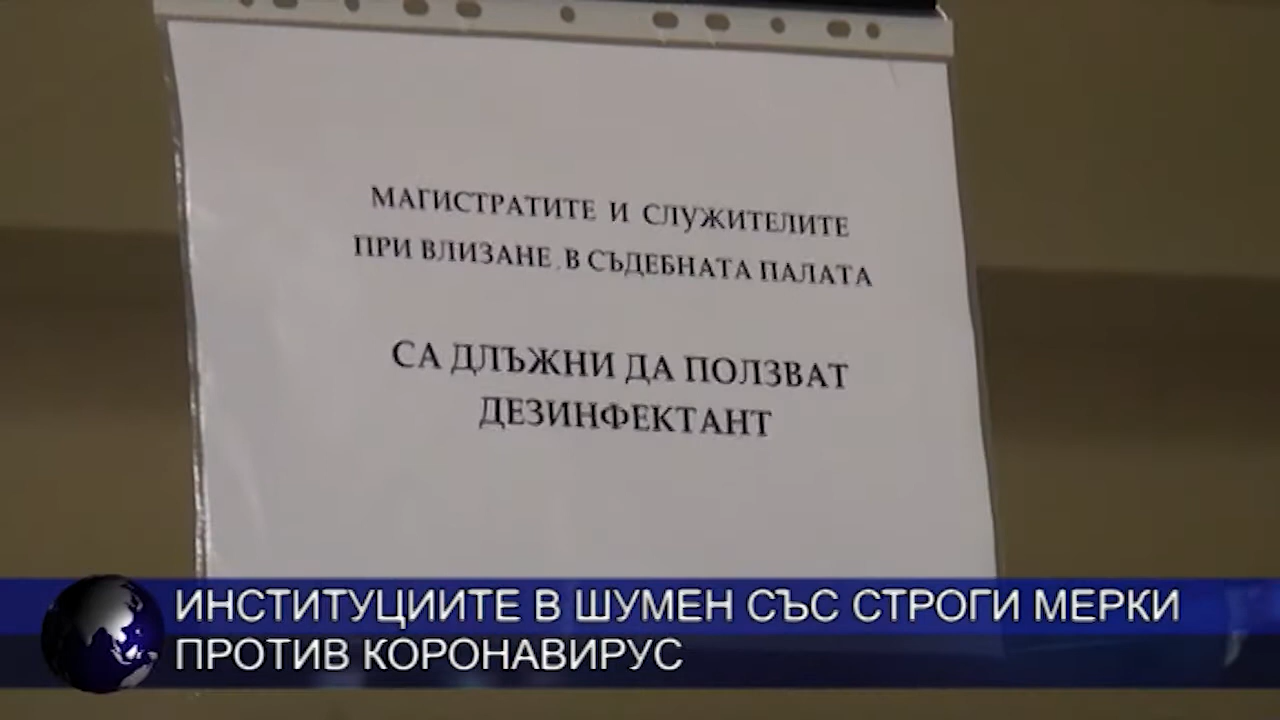 МАГИСТРАТИТЕ И СЛУЖИТЕЛИТЕ
ПРИ ВЛИЗАНЕ В СЪДЕБНАТА ПАЛАТА
СА ДЛЪЖНИ ДА ПОЛЗВАТ
ДЕЗИНФЕКТАНТ
ИНСТИТУЦИИТЕ В ШУМЕН СЪС СТРОГИ МЕРКИ
ПРОТИВ КОРОНАВИРУС